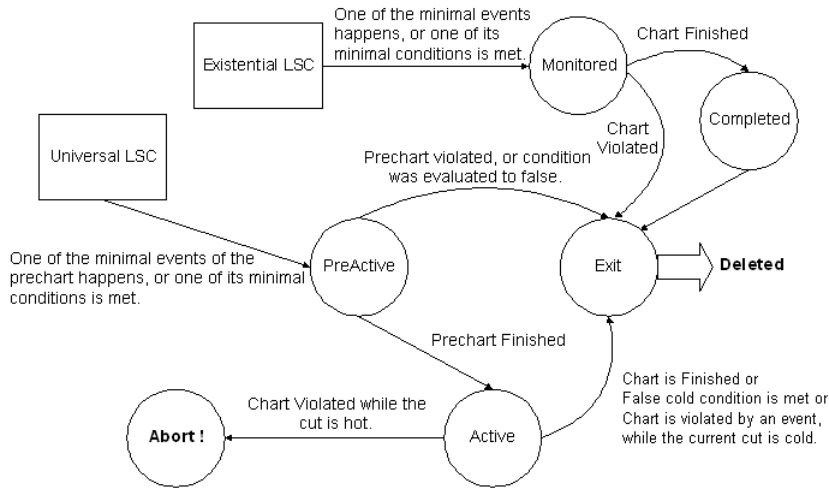 One of the minimal events
happens, or one of its
minimal conditions is met.
Chart Finished
Existential LSC
Monitored
Completed
Chart
Violated
Universal LSC
Prechart violated, or condition
was evaluated to false.
One of the minimal events of the
prechart happens, or one of its minimal
conditions is met.
PreActive
Exit
Deleted
Prechart Finished
Chart is Finished or
False cold condition is met or
Chart is violated by an event,
while the current cut is cold.
Chart Violated while the
cut is hot.
Abort !
Active